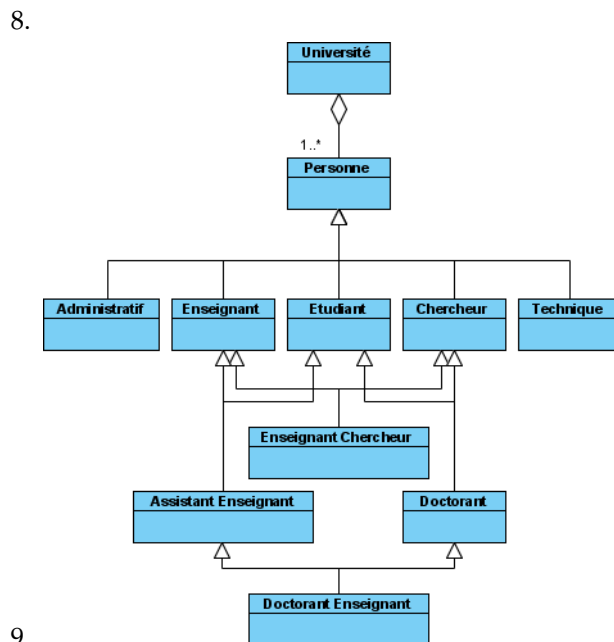 8.
Université
1..*
Personne
Administratif Enseignant Etudiant Chercheur Technique
Enseignant Chercheur
Assistant Enseignant Doctorant
Doctorant Enseignant
9